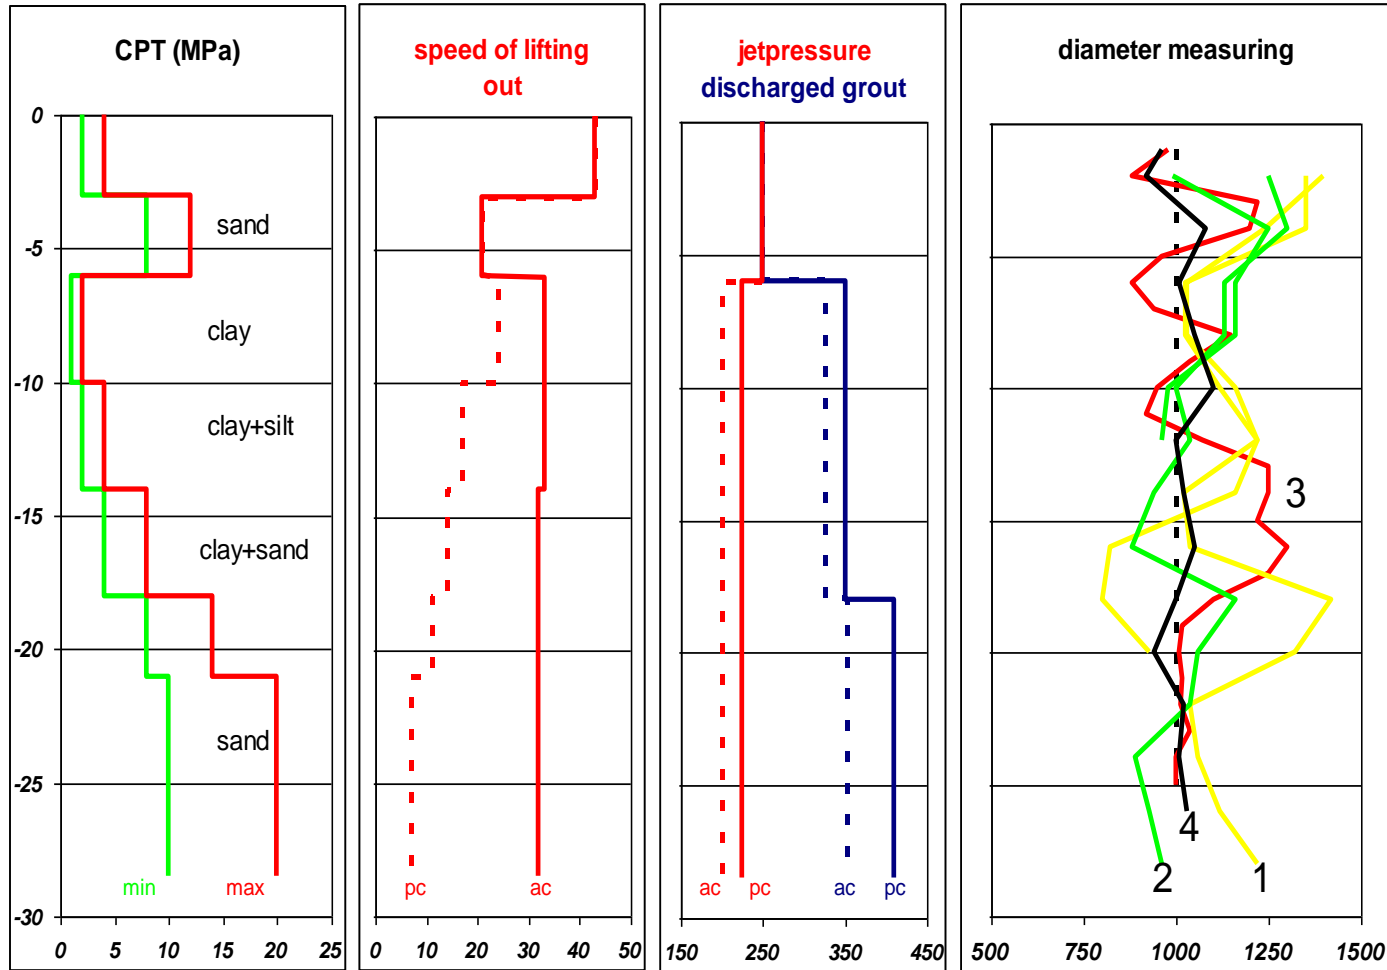 CPT (MPa)
speed of lifting
out
jetpressure
discharged grout
diameter measuring
0
-5
-10
-15
-20
-25
-30
sand
clay
clay+silt
clay+sand
sand
min
max
pc
ac
ac
pc
ac
pc
3
4
2
1
0 5 10 15 20 25
0 10 20 30 40 50
150 250 350 450
500 750 1000 1250 1500